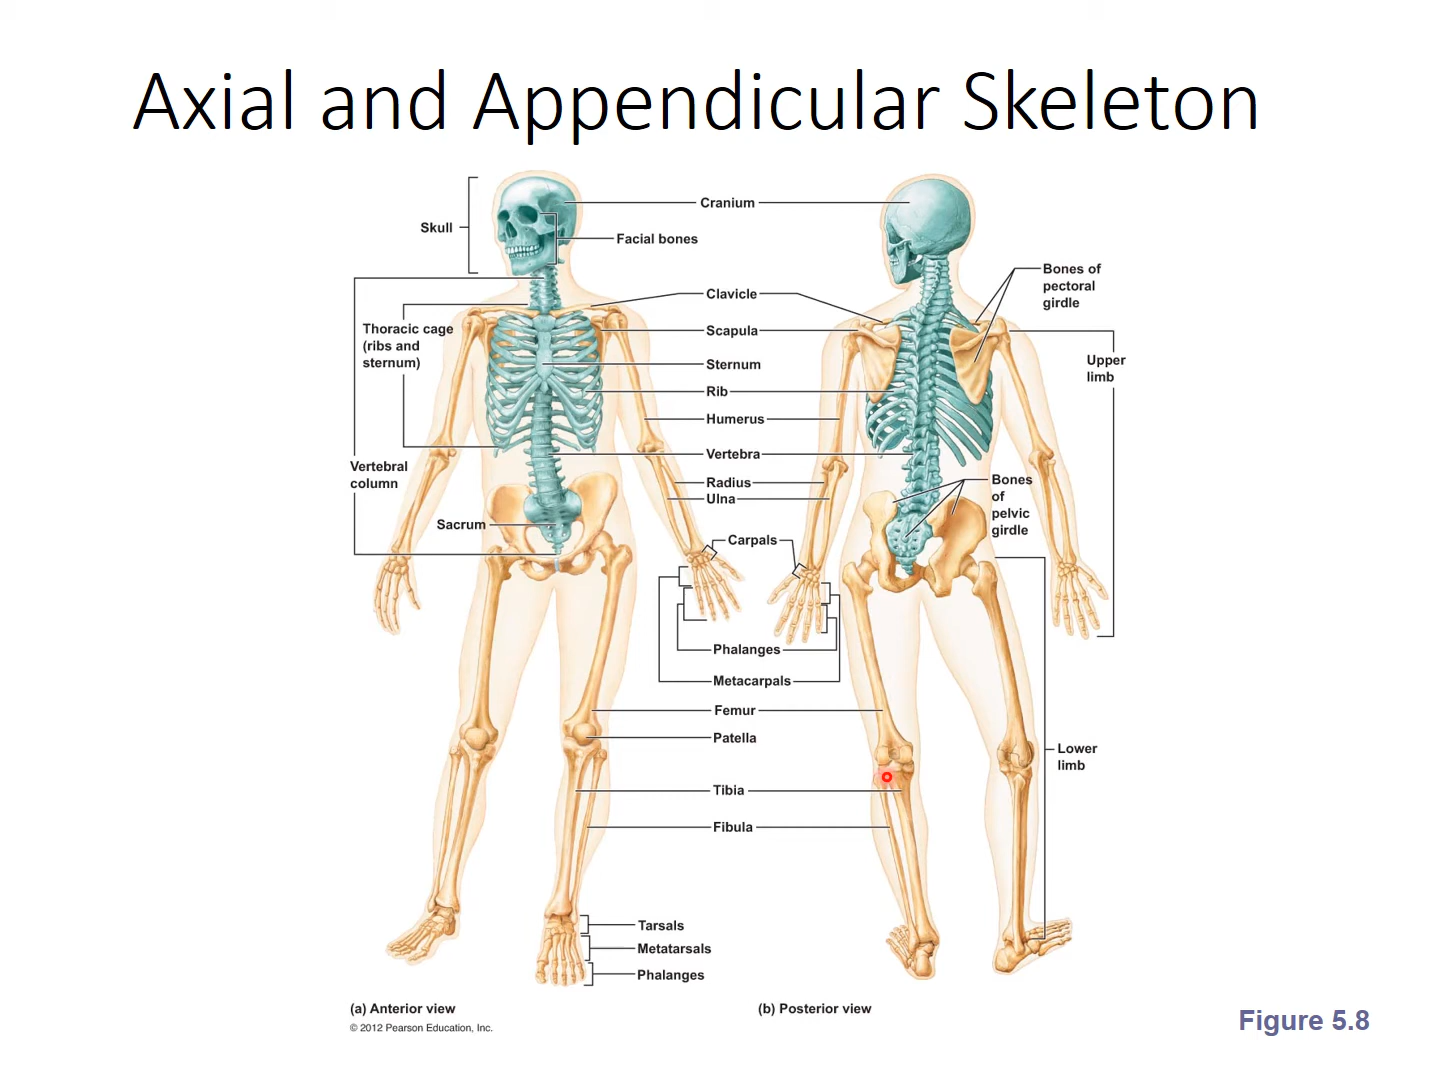 Axial and Appendicular Skeleton
Skull
Cranium
Facial bones
Clavicle
Bones of
pectoral
girdle
Thoracic cage
(ribs and
sternum)
Scapula
Sternum
Upper
limb
Rib
Humerus
Vertebra
Vertebral
column
Radius
Ulna
Bones
of
pelvic
girdle
Sacrum
Carpals
Phalanges
Metacarpals
Femur
Patella
Lower
limb
Tibia
Fibula
Tarsals
Metatarsals
Phalanges
(a) Anterior view
(b) Posterior view
© 2012 Pearson Education, Inc.
Figure 5.8